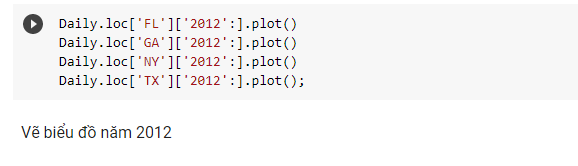 Daily.loc['FL']['2012':].plot()
Daily.loc['GA']['2012':].plot()
Daily.loc['NY']['2012':].plot()
Daily.loc['TX']['2012':].plot();
Vẽ biểu đồ năm 2012